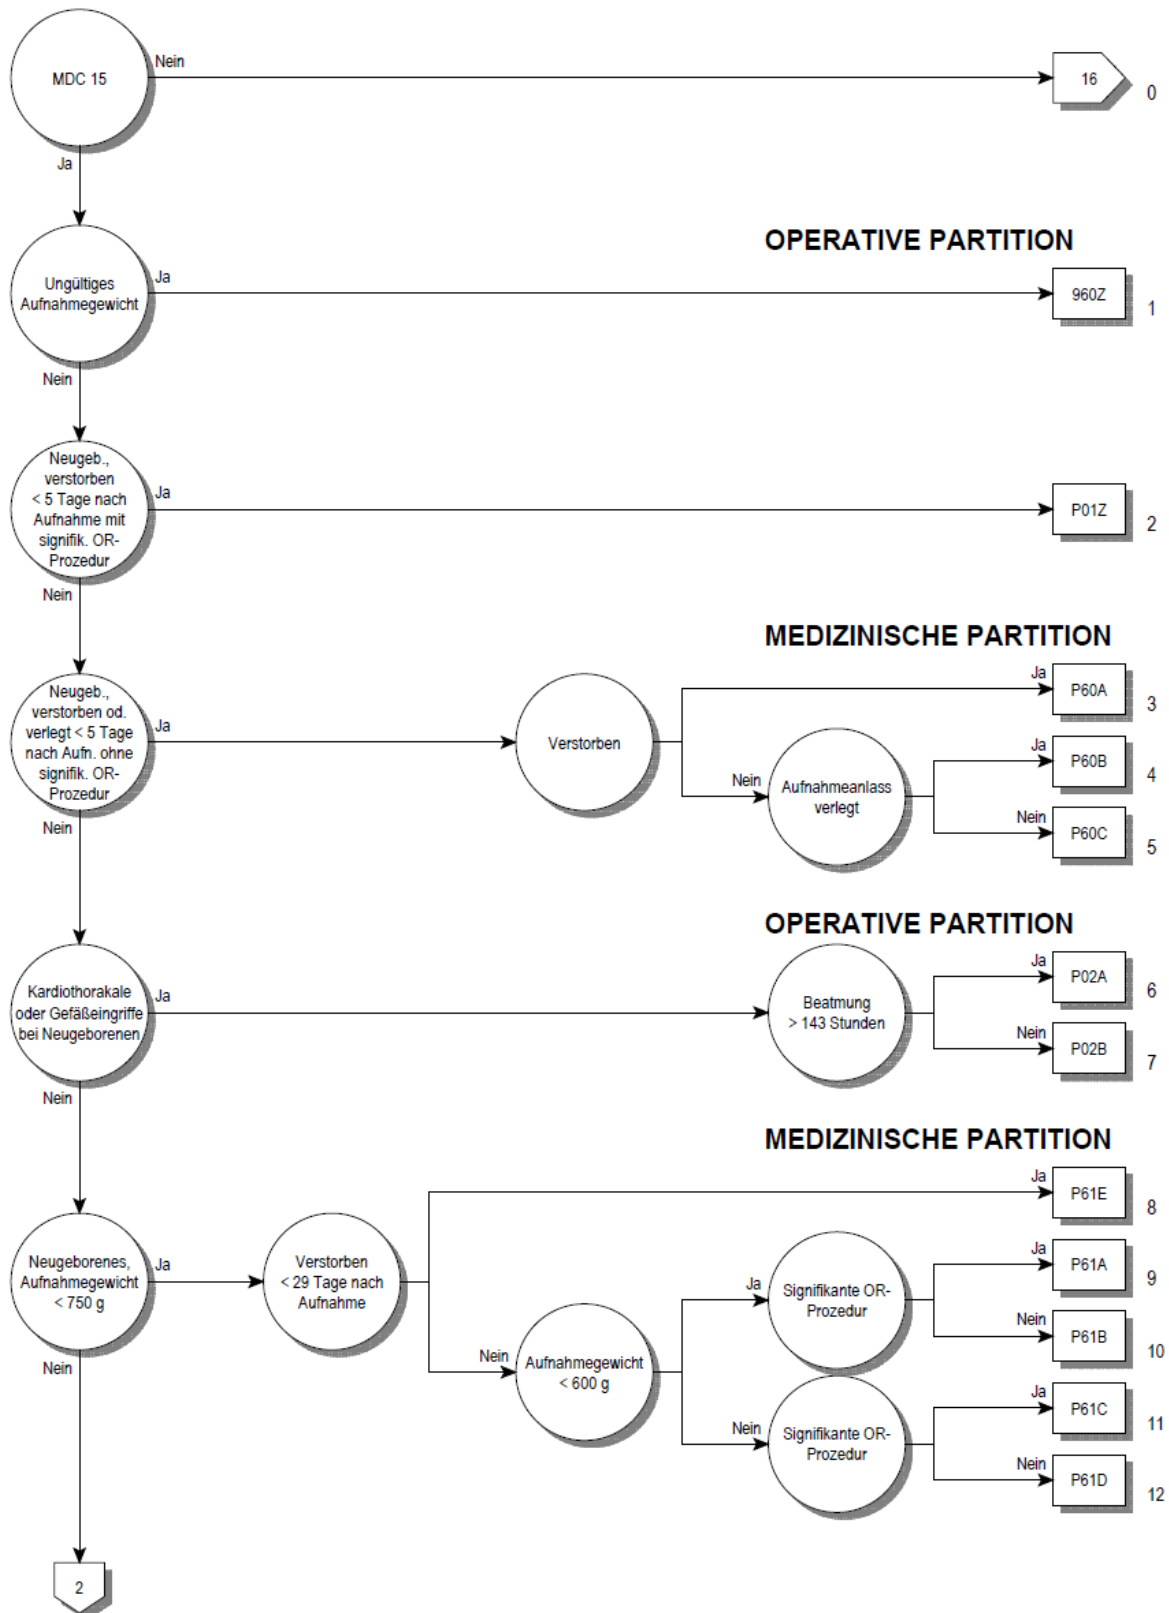 MDC 15
Nein
16
0
Ja
OPERATIVE PARTITION
Ungültiges
Aufnahmegewicht
Ja
960Z
1
Nein
Neugeb.,
verstorben
< 5 Tage nach
Aufnahme mit
signifik. OR-
Prozedur
Ja
P01Z
2
Nein
MEDIZINISCHE PARTITION
Neugeb.,
verstorben od.
verlegt < 5 Tage
nach Aufn. ohne
signifik. OR-
Prozedur
Ja
Verstorben
Ja
P60A
3
Nein
Aufnahmeanlass
verlegt
Ja
P60B
4
Nein
P60C
5
Nein
OPERATIVE PARTITION
Kardiothorakale
oder Gefäßeingriffe
bei Neugeborenen
Ja
Beatmung
> 143 Stunden
Ja
P02A
6
Nein
P02B
7
Nein
MEDIZINISCHE PARTITION
Neugeborenes,
Aufnahmegewicht
< 750 g
Ja
Verstorben
< 29 Tage nach
Aufnahme
Ja
P61E
8
Nein
Aufnahmegewicht
< 600 g
Ja
Signifikante OR-
Prozedur
Ja
P61A
9
Nein
P61B
10
Nein
Signifikante OR-
Prozedur
Ja
P61C
11
Nein
P61D
12
Nein
2